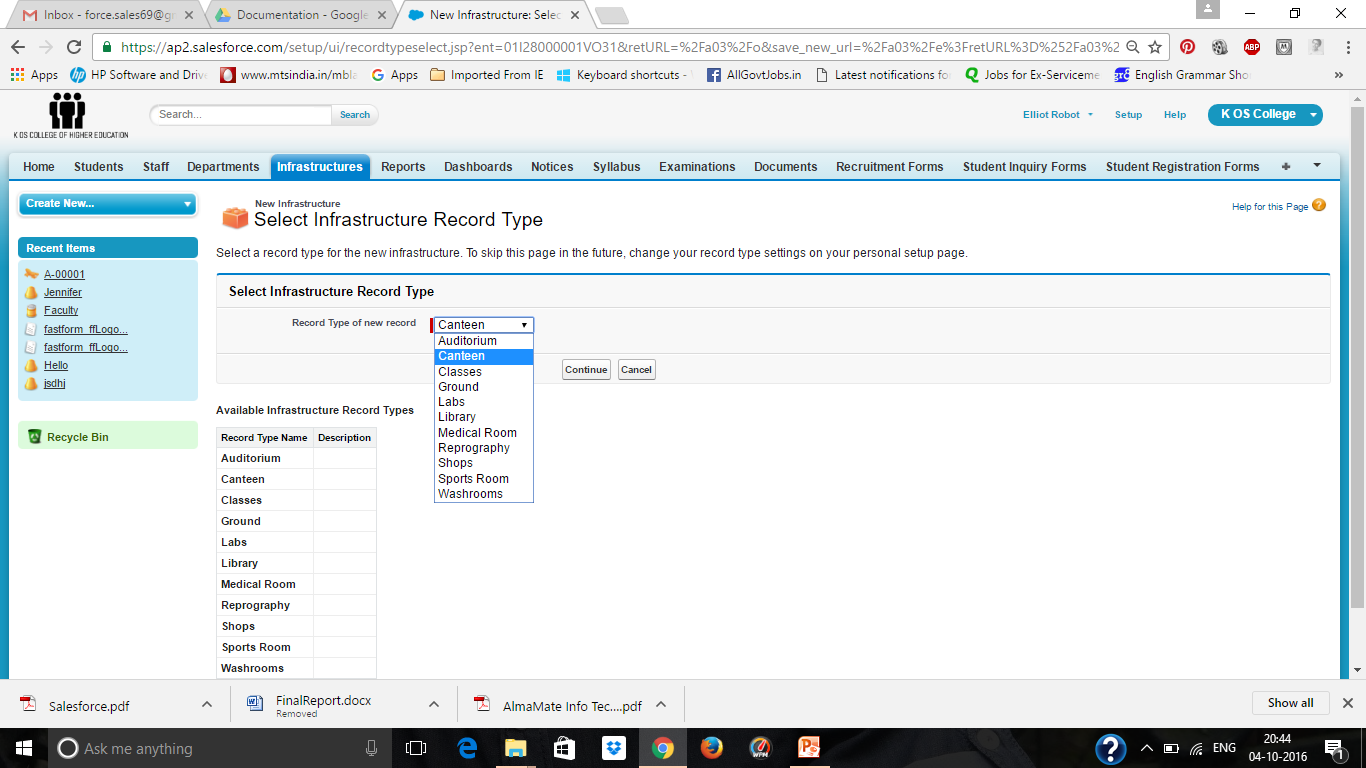 Inbox - force.sales69@g
Documentation - Google
New Infrastructure: Selec
https://ap2.salesforce.com/setup/ui/recordtypeselect.jsp?ent=01I28000001VO31&retURL=%2Fa03%2Fo&save_new_url=%2Fa03%2Fe%3FretURL%3D%252Fa03%2
Apps
HP Software and Drive
www.mtsindia.in/mbla
Apps
Imported From IE
Keyboard shortcuts -
AllGovtJobs.in
Latest notifications fo
Jobs for Ex-Serviceme
English Grammar Sho
»
K OS COLLEGE OF HIGHER EDUCATION
Search...
Search
Elliot Robot
Setup
Help
K OS College
Home
Students
Staff
Departments
Infrastructures
Reports
Dashboards
Notices
Syllabus
Examinations
Documents
Recruitment Forms
Student Inquiry Forms
Student Registration Forms
+
Create New...
Recent Items
A-00001
Jennifer
Faculty
fastform_ffLogo...
fastform_ffLogo...
Hello
jsdhj
Recycle Bin
New Infrastructure
Select Infrastructure Record Type
Help for this Page ?
Select a record type for the new infrastructure. To skip this page in the future, change your record type settings on your personal setup page.
Select Infrastructure Record Type
Record Type of new record
Canteen
Auditorium
Canteen
Classes
Ground
Labs
Library
Medical Room
Reprography
Shops
Sports Room
Washrooms
Continue
Cancel
Available Infrastructure Record Types
Record Type Name Description
Auditorium
Canteen
Classes
Ground
Labs
Library
Medical Room
Reprography
Shops
Sports Room
Washrooms
Salesforce.pdf
FinalReport.docx
Removed
AlmaMate Info Tec....pdf
Show all
Ask me anything
ENG
20:44
04-10-2016
1